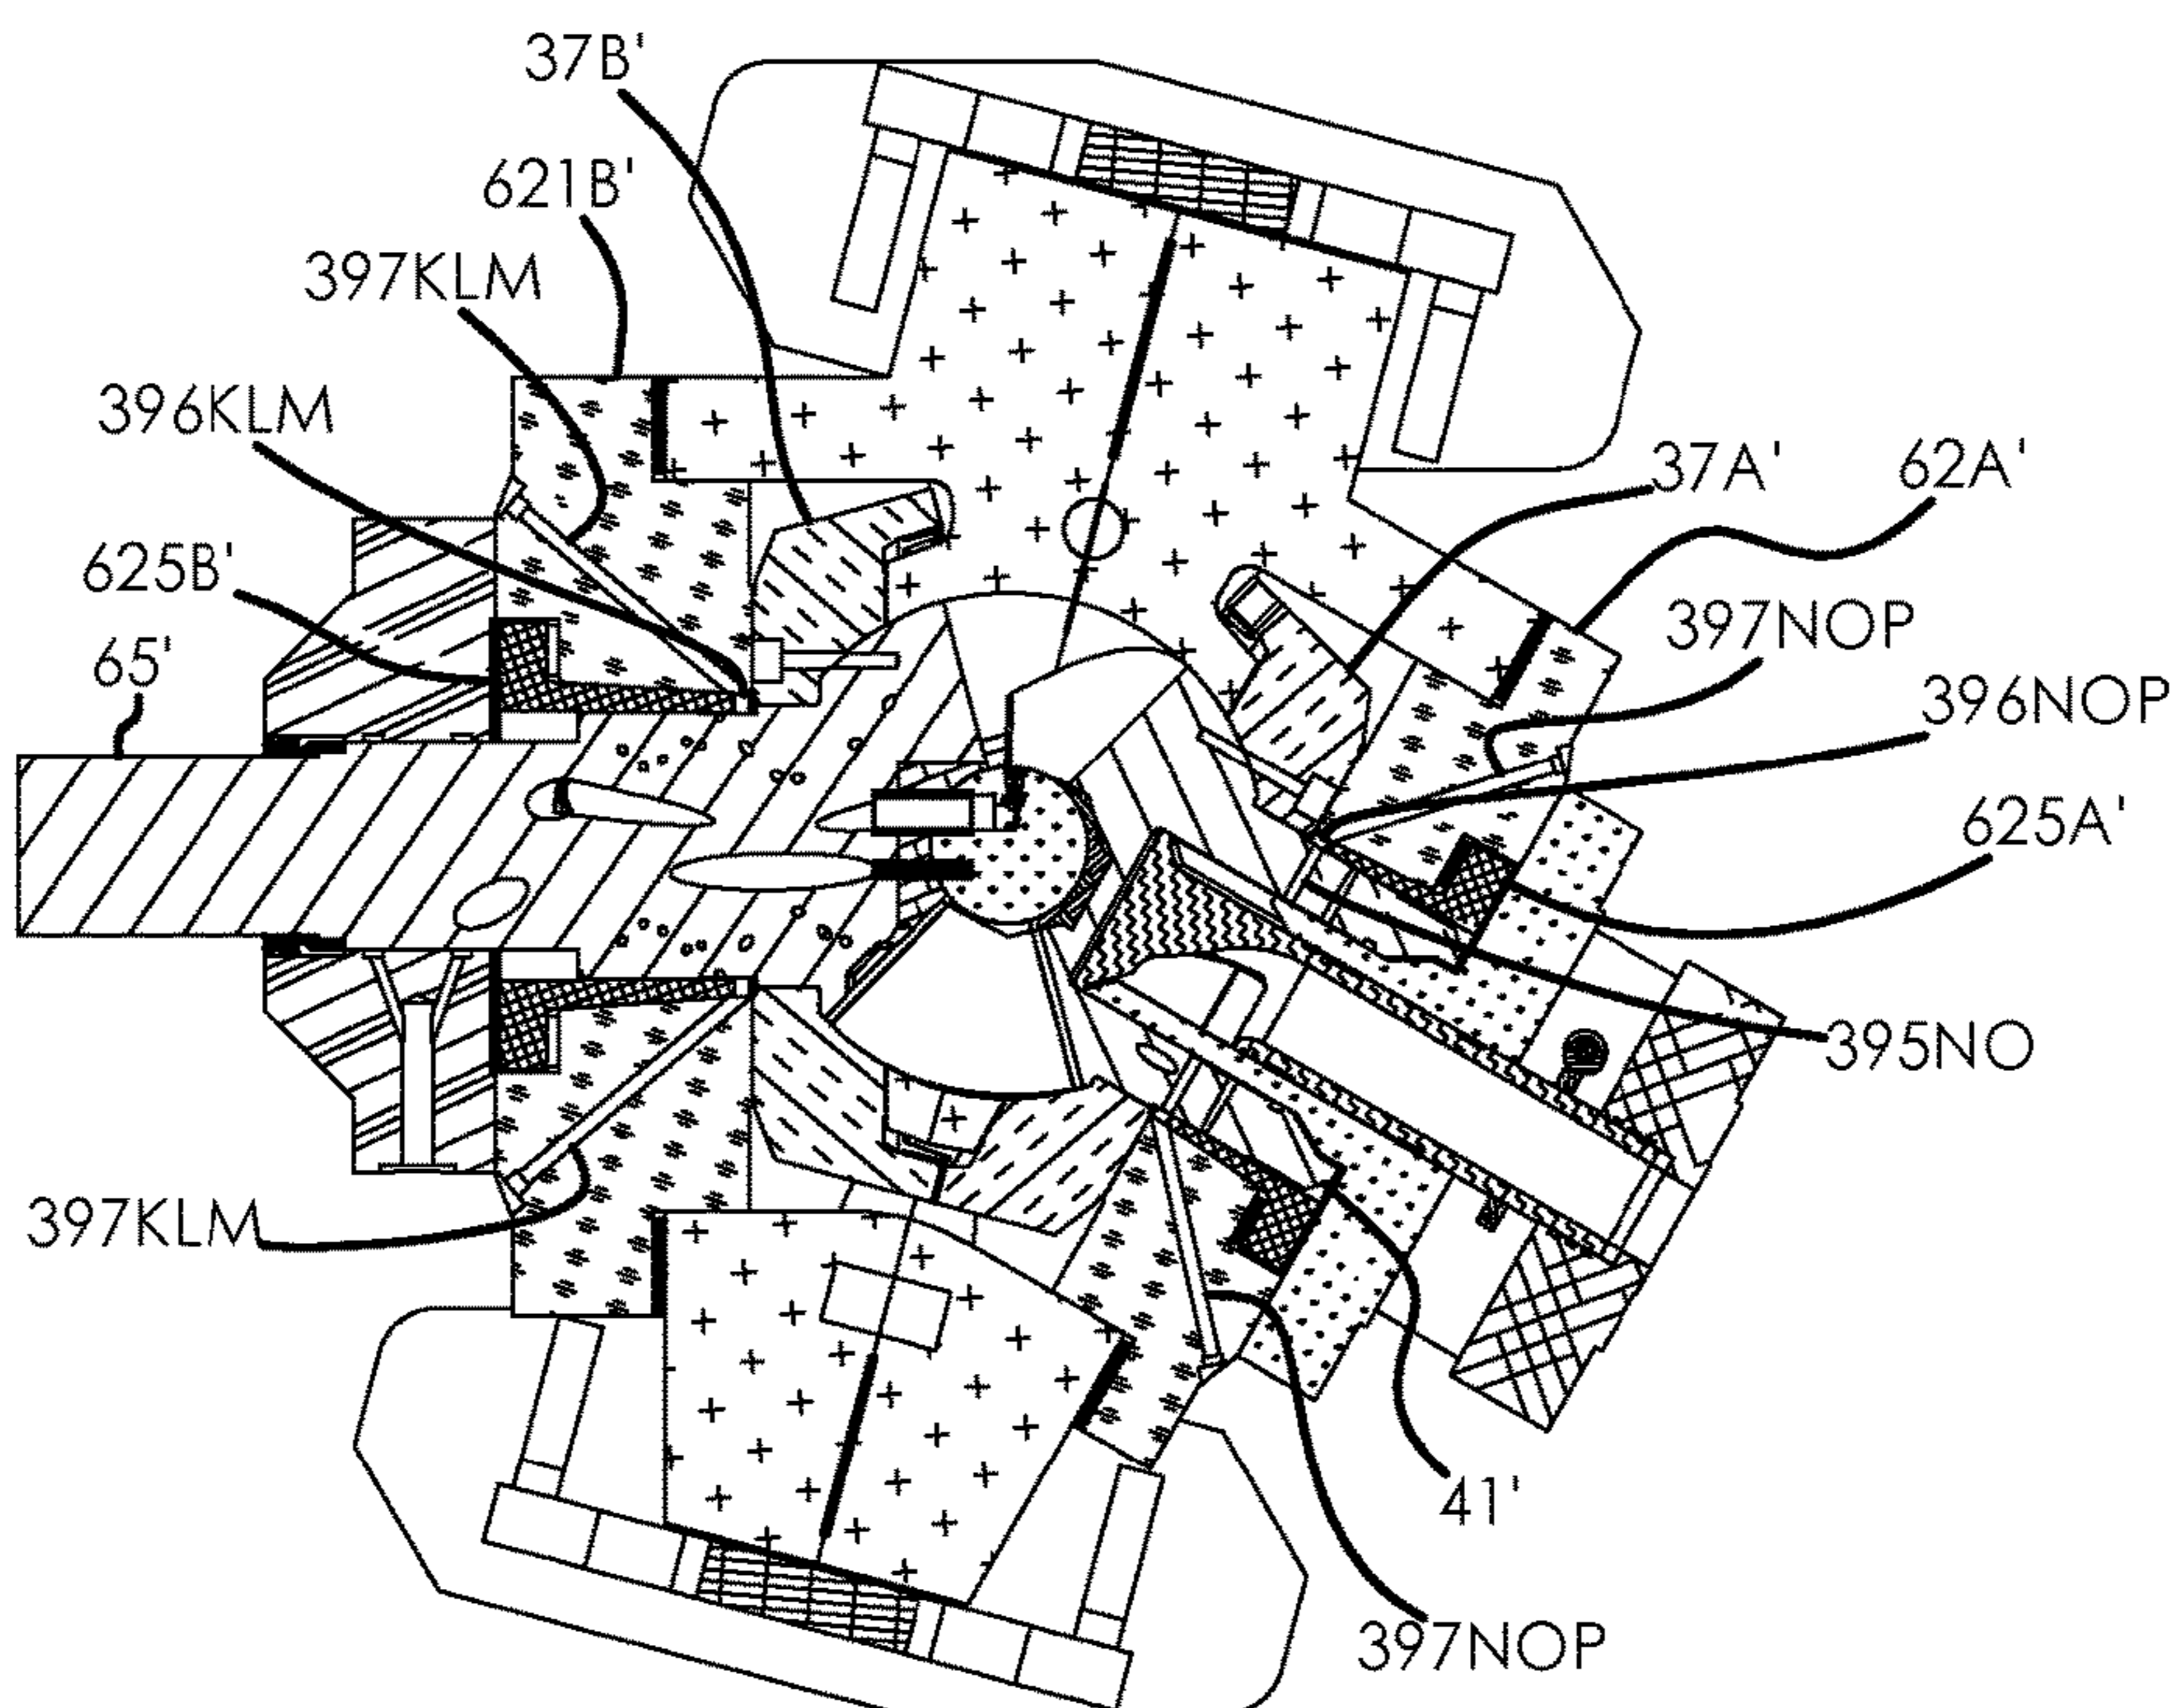 37B'
621B'
397KLM
396KLM
37A'
62A'
625B'
397NOP
65'
396NOP
625A'
395NO
397KLM
41'
397NOP